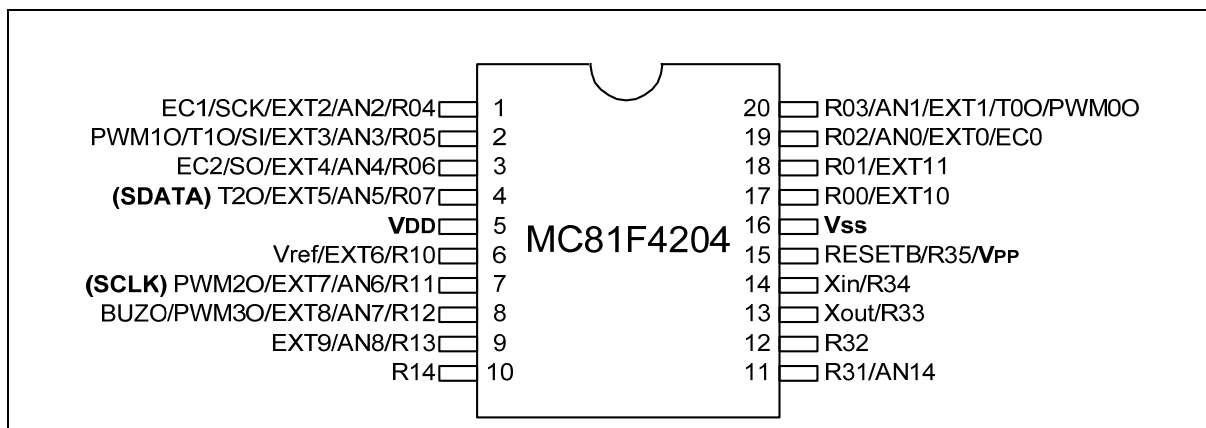 EC1/SCK/EXT2/AN2/R04 1 20 R03/AN1/EXT1/T0O/PWM0O
PWM1O/T1O/SI/EXT3/AN3/R05 2 19 R02/AN0/EXT0/EC0
EC2/SO/EXT4/AN4/R06 3 18 R01/EXT11
(SDATA) T2O/EXT5/AN5/R07 4 17 R00/EXT10
VDD 5 16 Vss
MC81F4204
Vref/EXT6/R10 6 15 RESETB/R35/VPP
(SCLK) PWM2O/EXT7/AN6/R11 7 14 Xin/R34
BUZO/PWM3O/EXT8/AN7/R12 8 13 Xout/R33
EXT9/AN8/R13 9 12 R32
R14 10 11 R31/AN14